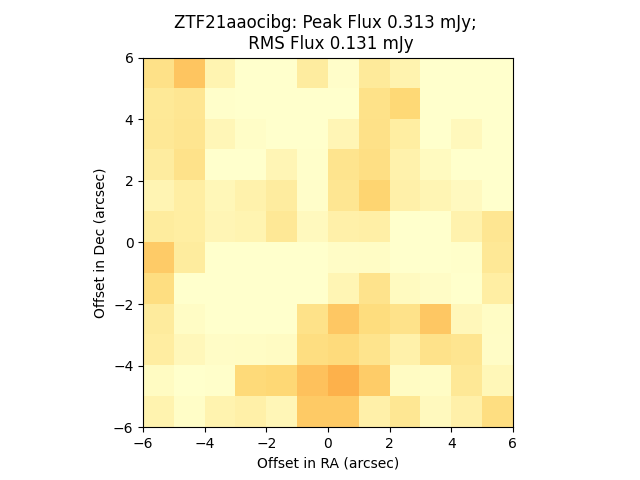 ZTF21aaocibg: Peak Flux 0.313 mJy;
RMS Flux 0.131 mJy
6
4
2
0
−2
−4
−6
Offset in Dec (arcsec)
−6 −4 −2 0 2 4 6
Offset in RA (arcsec)